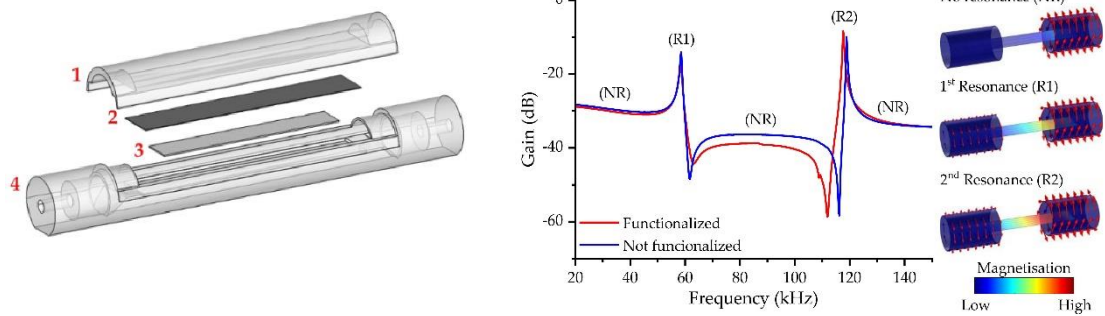 1
2
3
4
0
-20
-40
-60
Gain (dB)
(R1)
(R2)
(NR)
(NR)
(NR)
Functionalized
Not funcionalized
20
40
60
80
100
120
140
Frequency (kHz)
1st Resonance (R1)
2nd Resonance (R2)
Magnetisation
Low High